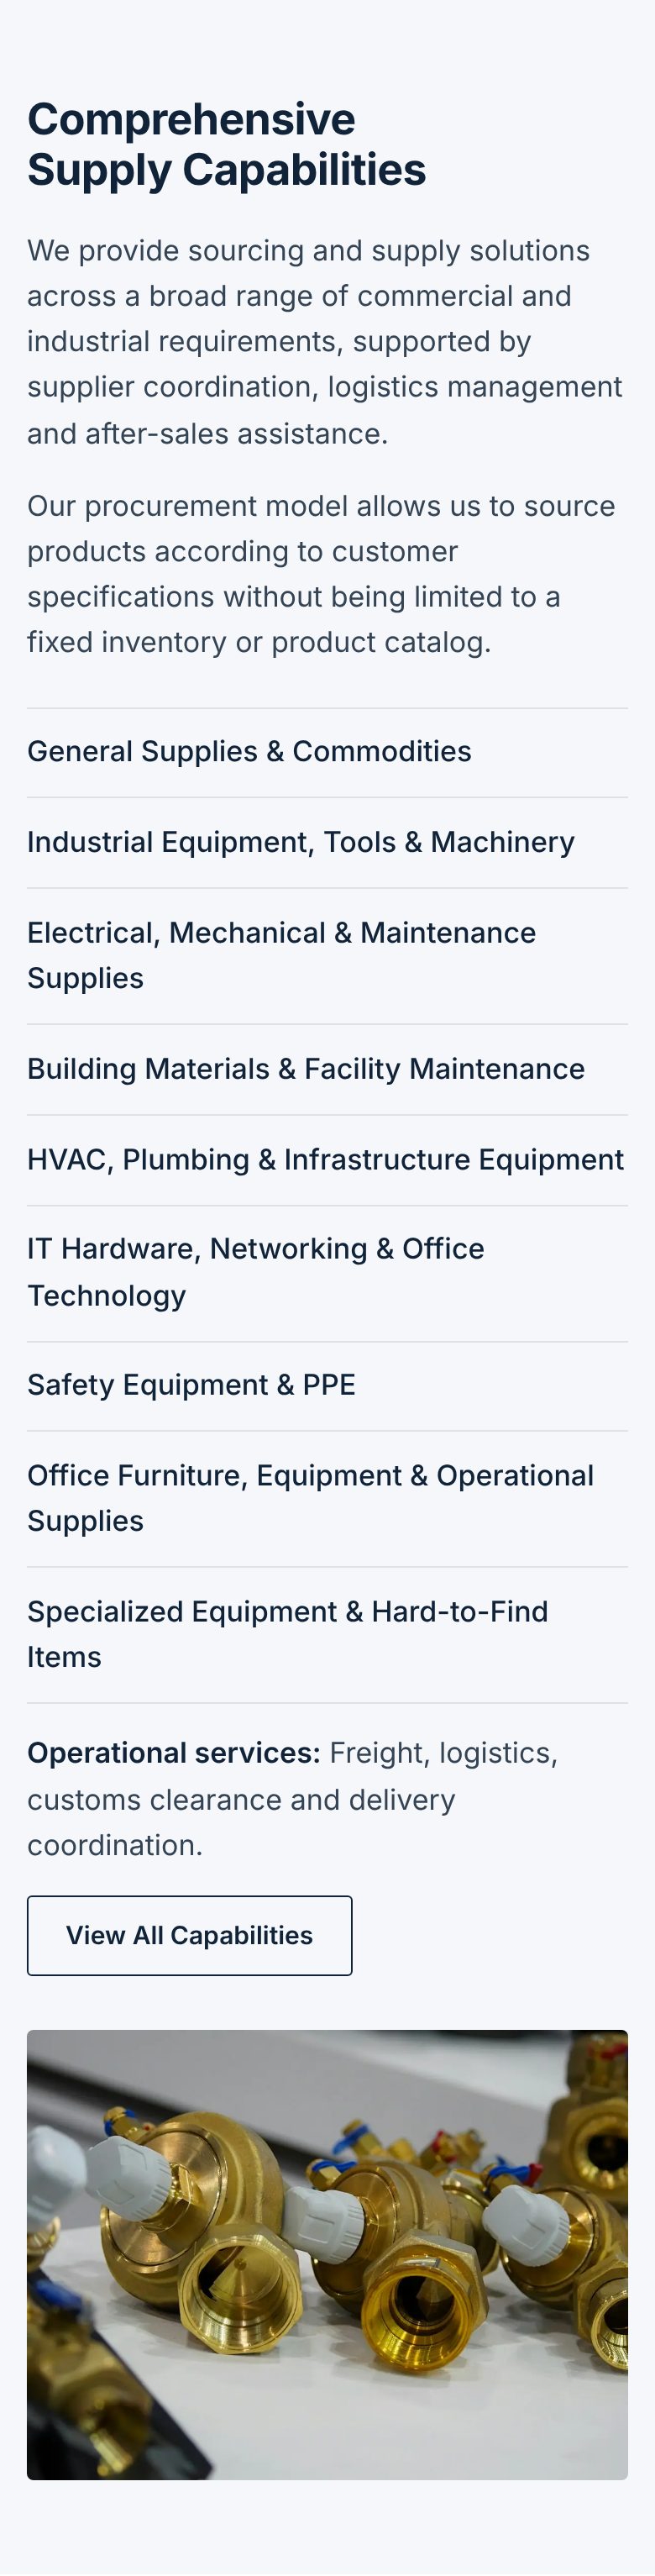 Comprehensive
Supply Capabilities
We provide sourcing and supply solutions
across a broad range of commercial and
industrial requirements, supported by
supplier coordination, logistics management
and after-sales assistance.
Our procurement model allows us to source
products according to customer
specifications without being limited to a
fixed inventory or product catalog.
General Supplies & Commodities
Industrial Equipment, Tools & Machinery
Electrical, Mechanical & Maintenance
Supplies
Building Materials & Facility Maintenance
HVAC, Plumbing & Infrastructure Equipment
IT Hardware, Networking & Office
Technology
Safety Equipment & PPE
Office Furniture, Equipment & Operational
Supplies
Specialized Equipment & Hard-to-Find
Items
Operational services: Freight, logistics,
customs clearance and delivery
coordination.
View All Capabilities